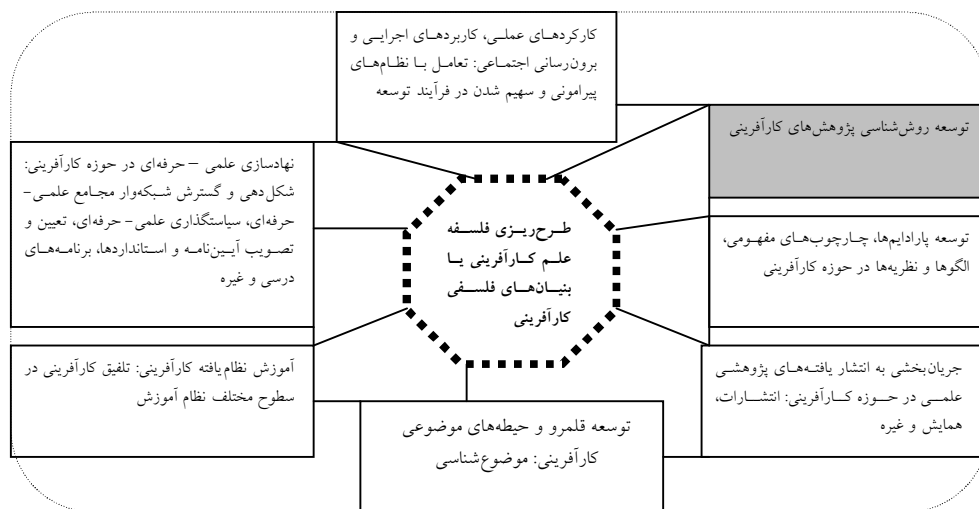 کارکردهای عملی، کاربردهای اجرایی و
برون‌رسانی اجتماعی: تعامل با نظام‌های
پیرامونی و سهیم شدن در فرآیند توسعه
توسعه روش‌شناسی پژوهش‌های کارآفرینی
نهادسازی علمی – حرفه‌ای در حوزه کارآفرینی:
شکل‌دهی و گسترش شبکه‌وار مجامع علمی-
حرفه‌ای، سیاستگذاری علمی- حرفه‌ای، تعیین و
تصویب آیین‌نامه و استانداردها، برنامه‌های
درسی و غیره
طرح‌ریزی فلسفه
علم کارآفرینی یا
بنیان‌های فلسفی
کارآفرینی
توسعه پارادایم‌ها، چارچوب‌های مفهومی،
الگوها و نظریه‌ها در حوزه کارآفرینی
آموزش نظام‌یافته کارآفرینی: تلفیق کارآفرینی در
سطوح مختلف نظام آموزش
توسعه قلمرو و حیطه‌های موضوعی
کارآفرینی: موضوع‌شناسی
جریان‌بخشی به انتشار یافته‌های پژوهشی
علمی در حوزه کارآفرینی: انتشارات،
همایش و غیره